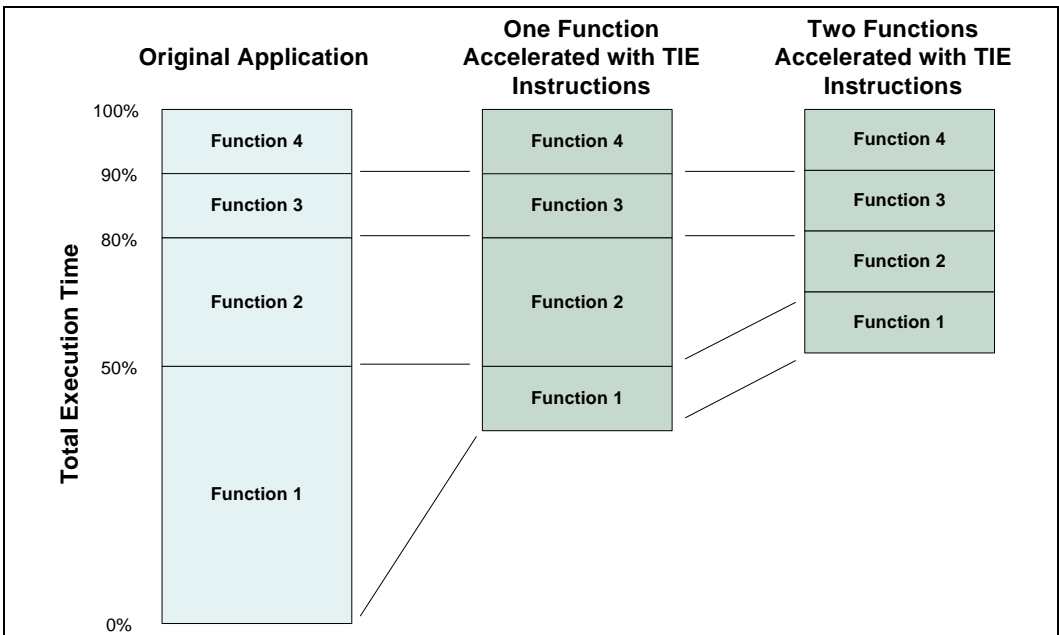 Original Application
One Function
Accelerated with TIE
Instructions
Two Functions
Accelerated with TIE
Instructions
Total Execution Time
100%
90%
80%
50%
0%
Function 4
Function 3
Function 2
Function 1
Function 4
Function 3
Function 2
Function 1
Function 4
Function 3
Function 2
Function 1